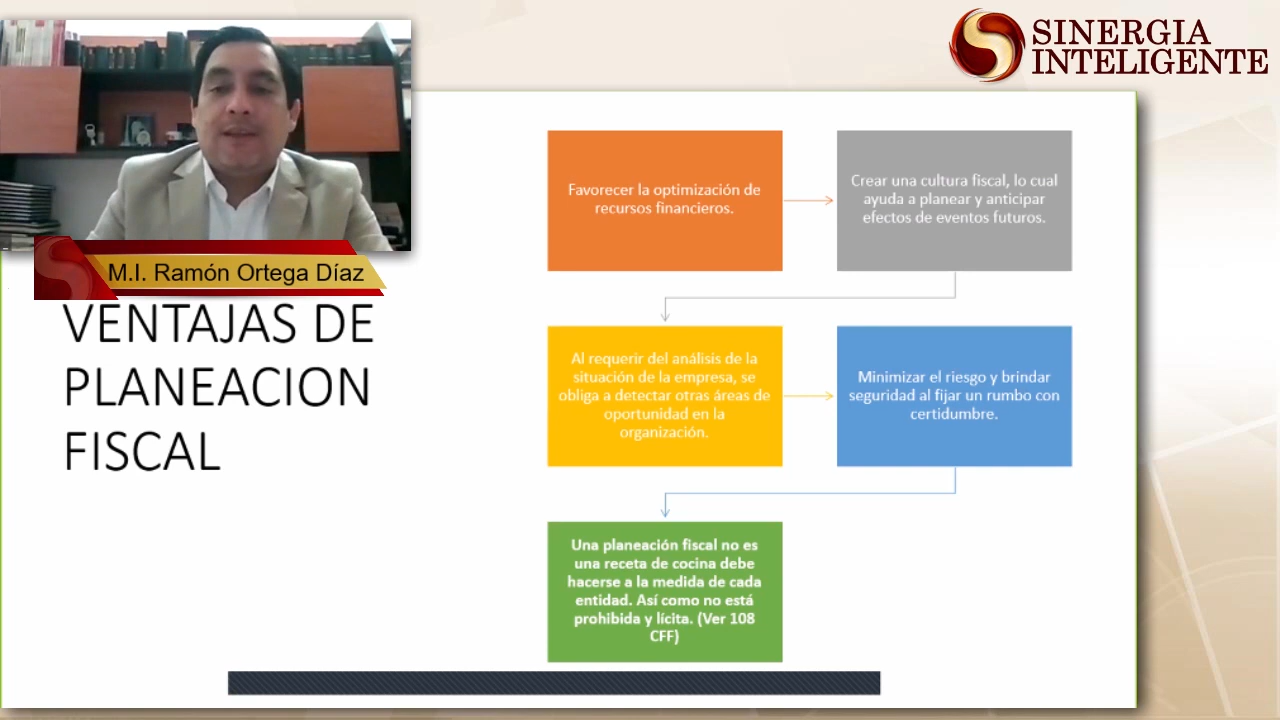 SINERGIA
INTELIGENTE
M.I. Ramón Ortega Díaz
VENTAJAS DE
PLANEACION
FISCAL
Favorecer la optimización de
recursos financieros.
Crear una cultura fiscal, lo cual
ayuda a planear y anticipar
efectos de eventos futuros.
Al requerir del análisis de la
situación de la empresa, se
obliga a detectar otras áreas de
oportunidad en la
organización.
Minimizar el riesgo y brindar
seguridad al fijar un rumbo con
certidumbre.
Una planeación fiscal no es
una receta de cocina debe
hacerse a la medida de cada
entidad. Así como no está
prohibida y lícita. (Ver 108
CFF)